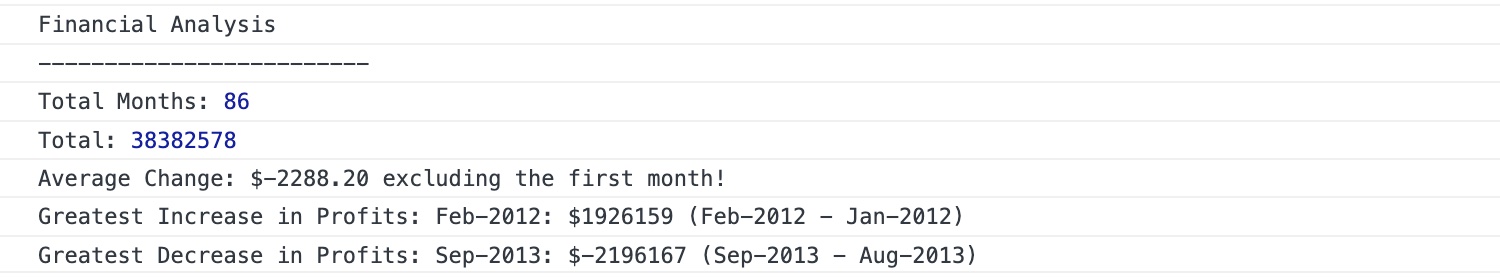 Financial Analysis
-------------------------
Total Months: 86
Total: 38382578
Average Change: $-2288.20 excluding the first month!
Greatest Increase in Profits: Feb-2012: $1926159 (Feb-2012 - Jan-2012)
Greatest Decrease in Profits: Sep-2013: $-2196167 (Sep-2013 - Aug-2013)